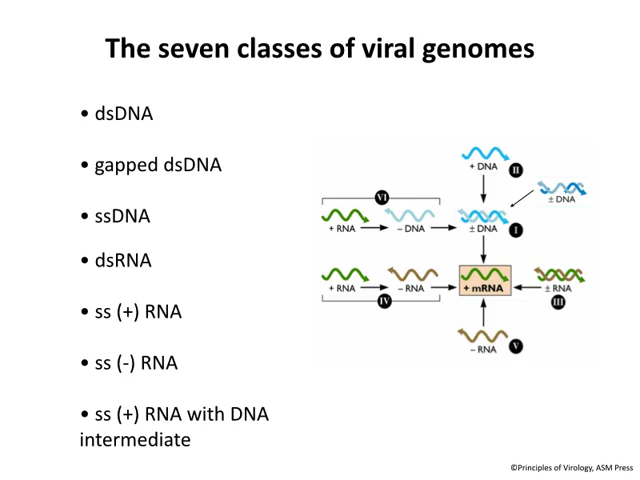 The seven classes of viral genomes
• dsDNA
• gapped dsDNA
• ssDNA
• dsRNA
• ss (+) RNA
• ss (-) RNA
• ss (+) RNA with DNA
intermediate
+ DNA
II
± DNA
VI
+ RNA
– DNA
± DNA
I
+ RNA
– RNA
+ mRNA
± RNA
IV
III
– RNA
V
©Principles of Virology, ASM Press